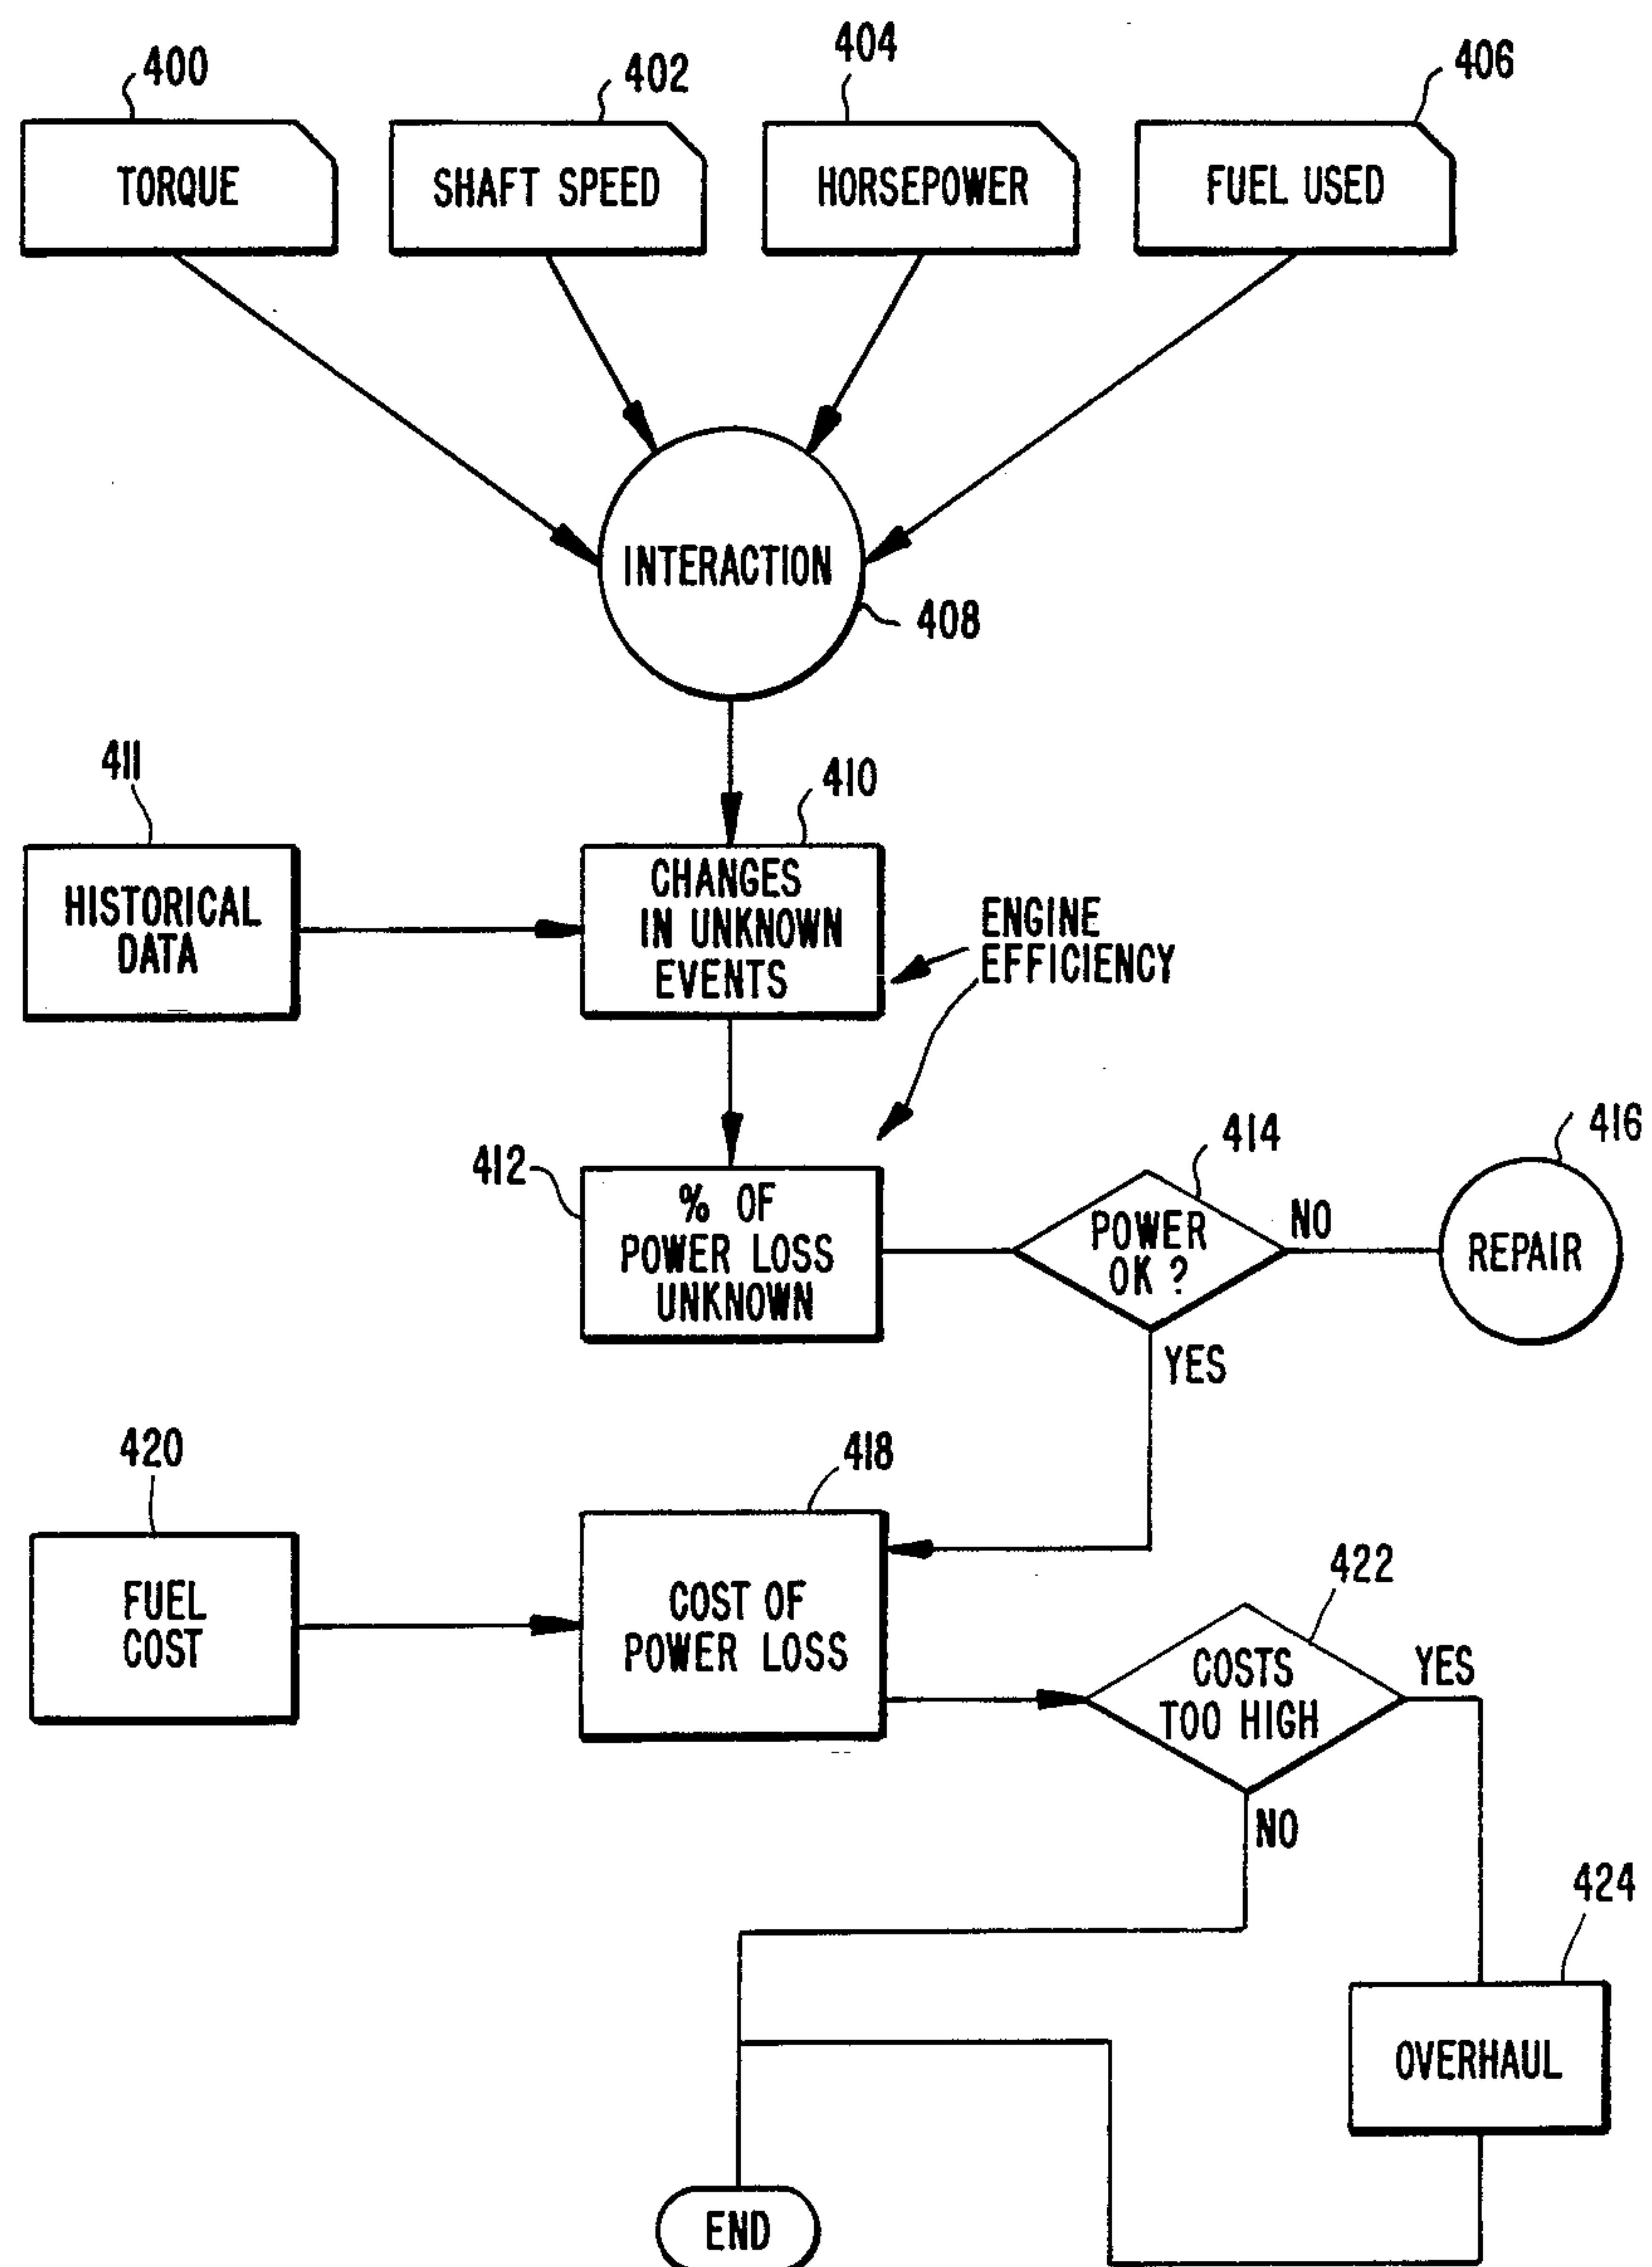 400
402
404
406
TORQUE
SHAFT SPEED
HORSEPOWER
FUEL USED
INTERACTION
408
411
410
HISTORICAL
DATA
CHANGES
IN UNKNOWN
EVENTS
ENGINE
EFFICIENCY
412
% OF
POWER LOSS
UNKNOWN
414
POWER
OK ?
NO
416
REPAIR
YES
420
418
FUEL
COST
COST OF
POWER LOSS
422
COSTS
TOO HIGH
YES
NO
424
OVERHAUL
END